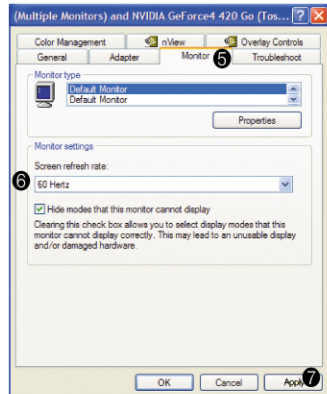 (Multiple Monitors) and NVIDIA GeForce4 420 Go (Tos...
Color Management nView Overlay Controls
General Adapter Monitor 5 Troubleshoot
Monitor type
Default Monitor
Default Monitor
Properties
Monitor settings
Screen refresh rate:
6 60 Hertz
Hide modes that this monitor cannot display
Clearing this check box allows you to select display modes that this
monitor cannot display correctly. This may lead to an unusable display
and/or damaged hardware.
OK Cancel Apply 7